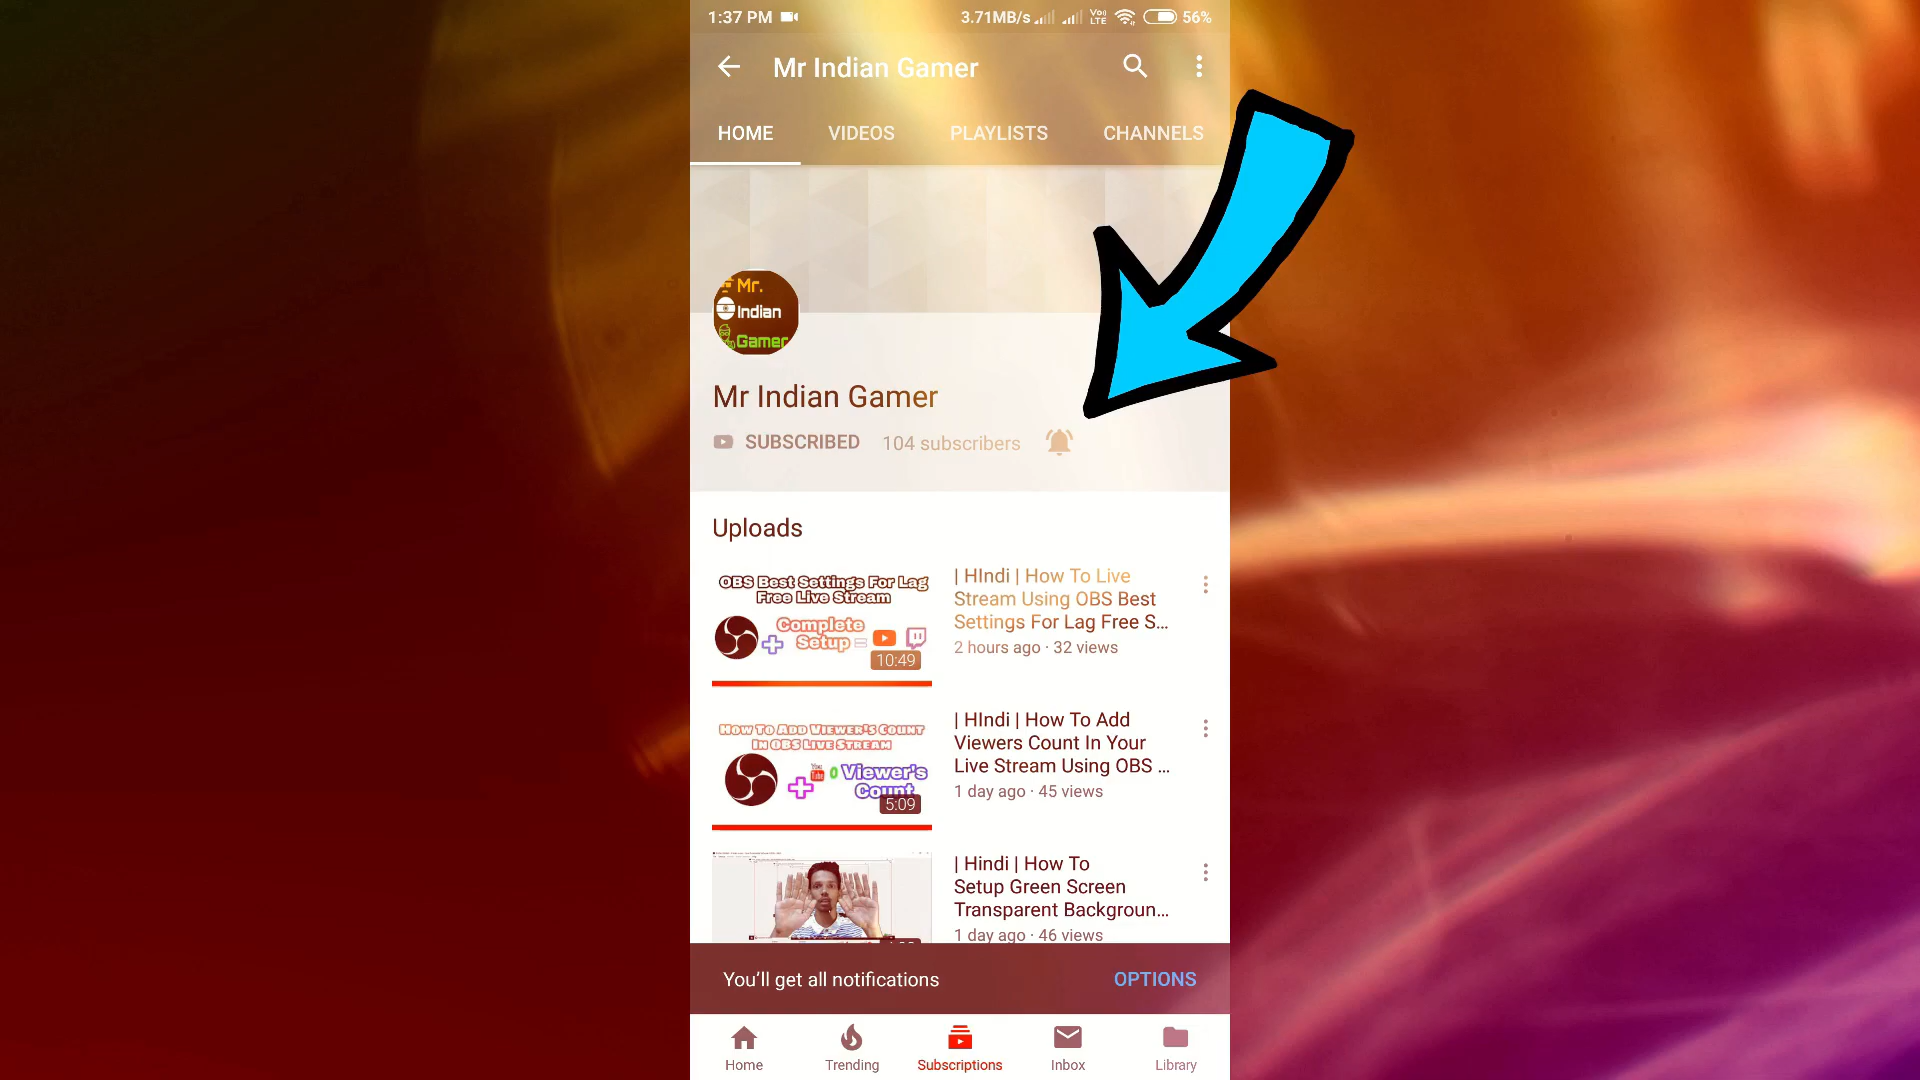 1:37 PM 3.71MB/s Vo LTE 56%
Mr Indian Gamer
HOME VIDEOS PLAYLISTS CHANNELS
Mr.
Indian
Gamer
Mr Indian Gamer
SUBSCRIBED 104 subscribers
Uploads
OBS Best Settings For Lag
Free Live Stream
Complete
Setup =
10:49
| HIndi | How To Live
Stream Using OBS Best
Settings For Lag Free S...
2 hours ago · 32 views
How To Add Viewer's Count
In OBS Live Stream
You
Tube
0 Viewer's
Count
5:09
| HIndi | How To Add
Viewers Count In Your
Live Stream Using OBS ...
1 day ago · 45 views
| Hindi | How To
Setup Green Screen
Transparent Backgroun...
1 day ago · 46 views
You'll get all notifications OPTIONS
Home Trending Subscriptions Inbox Library